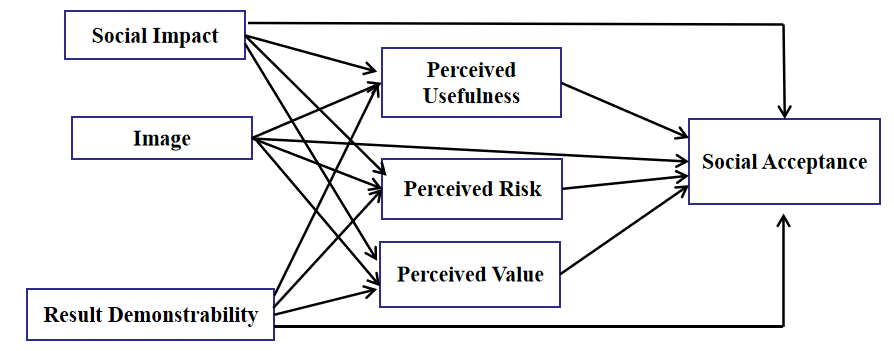 Social Impact
Perceived
Usefulness
Image
Social Acceptance
Perceived Risk
Perceived Value
Result Demonstrability